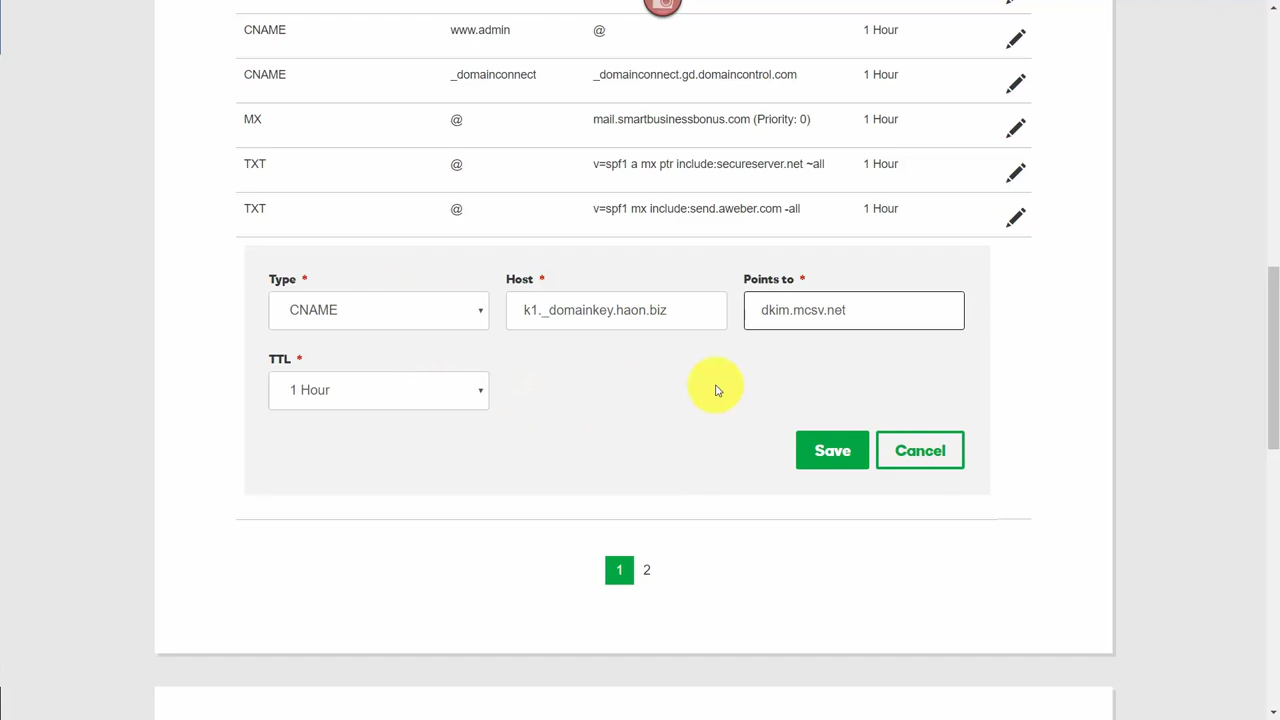 CNAME www.admin @ 1 Hour
CNAME _domainconnect _domainconnect.gd.domaincontrol.com 1 Hour
MX @ mail.smartbusinessbonus.com (Priority: 0) 1 Hour
TXT @ v=spf1 a mx ptr include:secureserver.net ~all 1 Hour
TXT @ v=spf1 mx include:send.aweber.com -all 1 Hour
Type * Host * Points to *
CNAME k1._domainkey.haon.biz dkim.mcsv.net
TTL *
1 Hour
Save Cancel
1 2